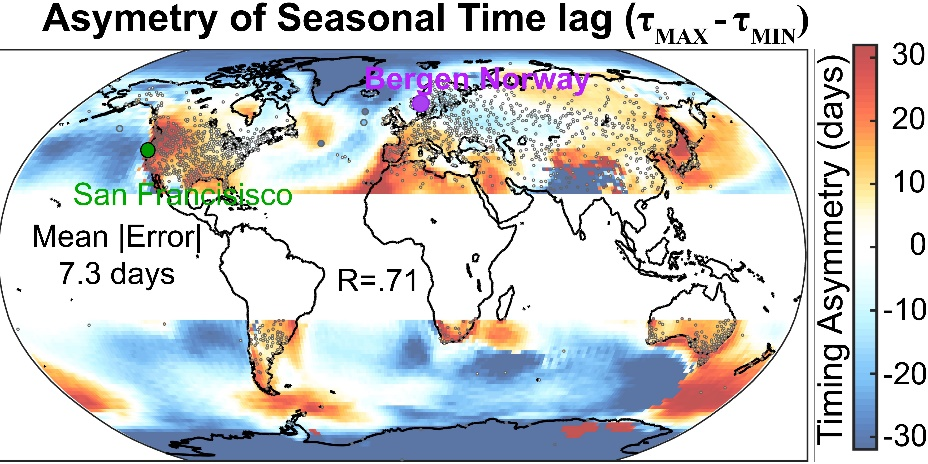 Asymetry of Seasonal Time lag (τMAX - τMIN)
Bergen Norway
San Francisisco
Mean |Error|
7.3 days
R=.71
Timing Asymmetry (days)
30
20
10
0
-10
-20
-30